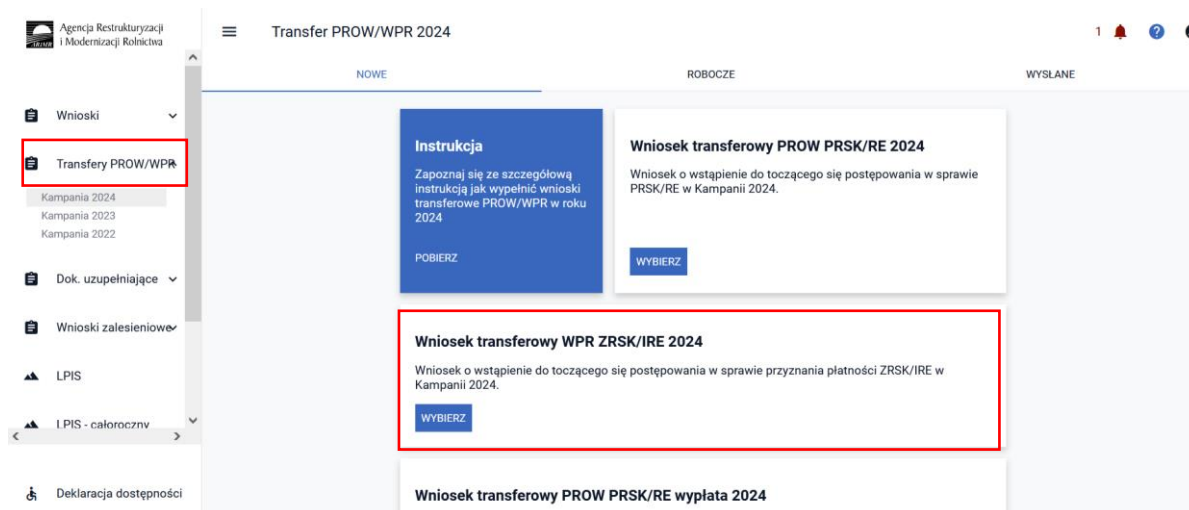 Agencja Restrukturyzacji
i Modernizacji Rolnictwa
ARiMR
Transfer PROW/WPR 2024
1
NOWE
ROBOCZE
WYSŁANE
Wnioski
Transfery PROW/WPR
Kampania 2024
Kampania 2023
Kampania 2022
Dok. uzupełniające
Wnioski zalesieniowe
LPIS
LPIS - całoroczny
Deklaracja dostępności
Instrukcja
Zapoznaj się ze szczegółową
instrukcją jak wypełnić wnioski
transferowe PROW/WPR w roku
2024
POBIERZ
Wniosek transferowy PROW PRSK/RE 2024
Wniosek o wstąpienie do toczącego się postępowania w sprawie
PRSK/RE w Kampanii 2024.
WYBIERZ
Wniosek transferowy WPR ZRSK/IRE 2024
Wniosek o wstąpienie do toczącego się postępowania w sprawie przyznania płatności ZRSK/IRE w
Kampanii 2024.
WYBIERZ
Wniosek transferowy PROW PRSK/RE wypłata 2024